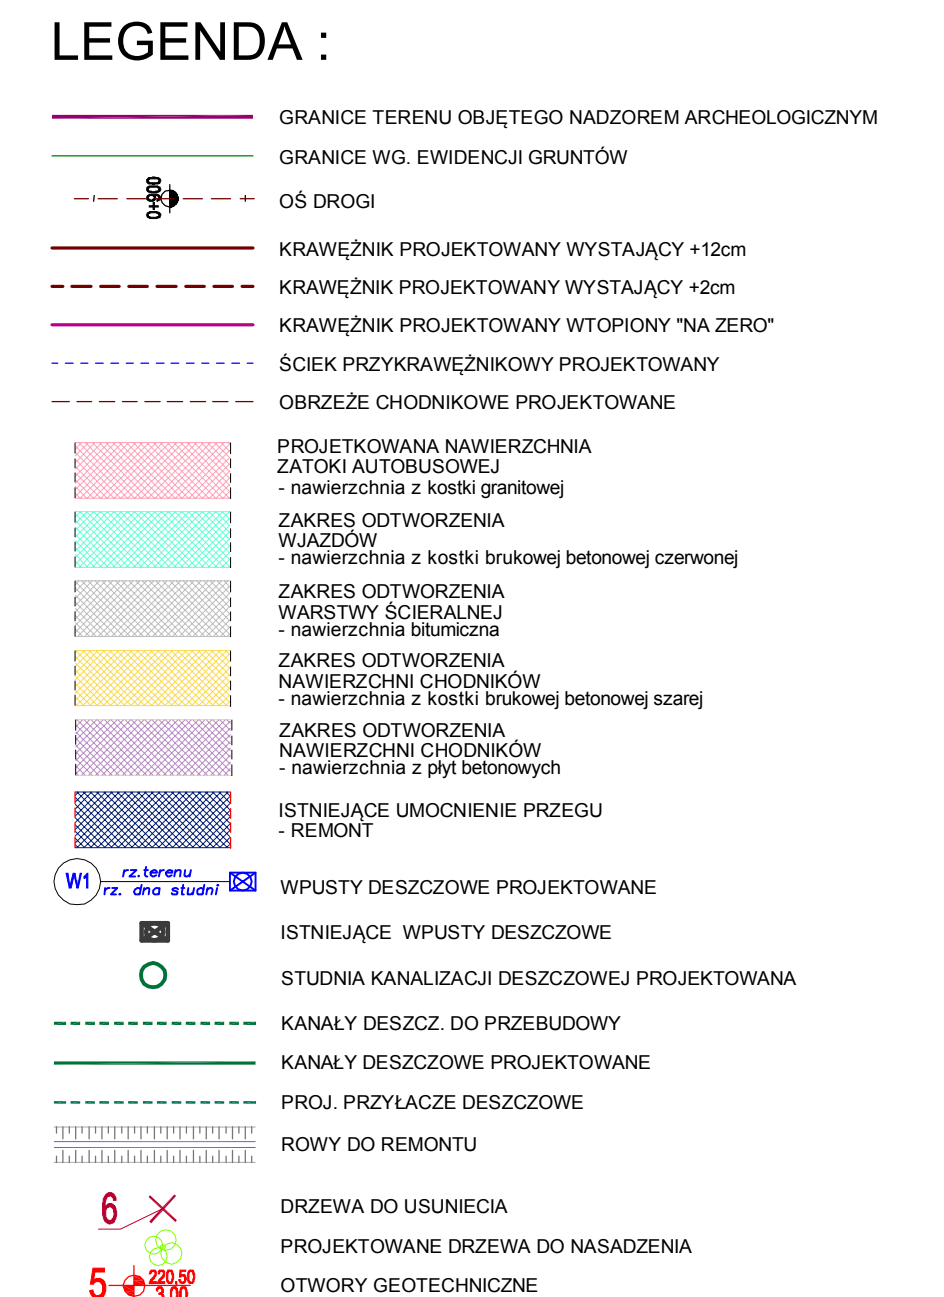 LEGENDA :
GRANICE TERENU OBJĘTEGO NADZOREM ARCHEOLOGICZNYM
GRANICE WG. EWIDENCJI GRUNTÓW
0+900
OŚ DROGI
KRAWĘŻNIK PROJEKTOWANY WYSTAJĄCY +12cm
KRAWĘŻNIK PROJEKTOWANY WYSTAJĄCY +2cm
KRAWĘŻNIK PROJEKTOWANY WTOPIONY "NA ZERO"
ŚCIEK PRZYKRAWĘŻNIKOWY PROJEKTOWANY
OBRZEŻE CHODNIKOWE PROJEKTOWANE
PROJETKOWANA NAWIERZCHNIA
ZATOKI AUTOBUSOWEJ
- nawierzchnia z kostki granitowej
ZAKRES ODTWORZENIA
WJAZDÓW
- nawierzchnia z kostki brukowej betonowej czerwonej
ZAKRES ODTWORZENIA
WARSTWY ŚCIERALNEJ
- nawierzchnia bitumiczna
ZAKRES ODTWORZENIA
NAWIERZCHNI CHODNIKÓW
- nawierzchnia z kostki brukowej betonowej szarej
ZAKRES ODTWORZENIA
NAWIERZCHNI CHODNIKÓW
- nawierzchnia z płyt betonowych
ISTNIEJĄCE UMOCNIENIE PRZEGU
- REMONT
W1
rz.terenu
rz. dna studni
WPUSTY DESZCZOWE PROJEKTOWANE
ISTNIEJĄCE WPUSTY DESZCZOWE
STUDNIA KANALIZACJI DESZCZOWEJ PROJEKTOWANA
KANAŁY DESZCZ. DO PRZEBUDOWY
KANAŁY DESZCZOWE PROJEKTOWANE
PROJ. PRZYŁACZE DESZCZOWE
ROWY DO REMONTU
6
DRZEWA DO USUNIECIA
PROJEKTOWANE DRZEWA DO NASADZENIA
5
220,50
3,00
OTWORY GEOTECHNICZNE